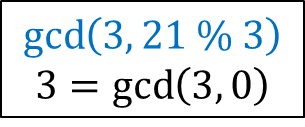 gcd(3, 21 % 3)
3 = gcd(3, 0)